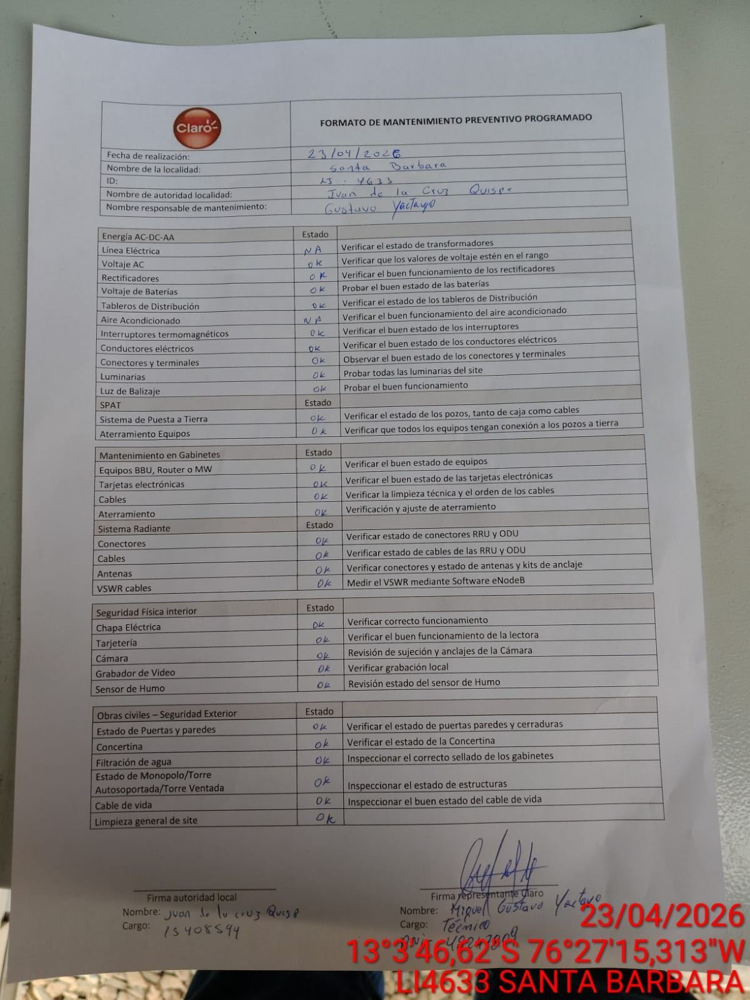 Claro
FORMATO DE MANTENIMIENTO PREVENTIVO PROGRAMADO
Fecha de realización: 23/04/2026
Nombre de la localidad: Santa Barbara
ID: LI-4633
Nombre de autoridad localidad: Juan de la Cruz Quispe
Nombre responsable de mantenimiento: Gustavo Yactayo
Energía AC-DC-AA Estado
Línea Eléctrica NA Verificar el estado de transformadores
Voltaje AC OK Verificar que los valores de voltaje estén en el rango
Rectificadores OK Verificar el buen funcionamiento de los rectificadores
Voltaje de Baterías OK Probar el buen estado de las baterías
Tableros de Distribución OK Verificar el estado de los tableros de Distribución
Aire Acondicionado NA Verificar el buen funcionamiento del aire acondicionado
Interruptores termomagnéticos OK Verificar el buen estado de los interruptores
Conductores eléctricos OK Verificar el buen estado de los conductores eléctricos
Conectores y terminales OK Observar el buen estado de los conectores y terminales
Luminarias OK Probar todas las luminarias del site
Luz de Balizaje OK Probar el buen funcionamiento
SPAT Estado
Sistema de Puesta a Tierra OK Verificar el estado de los pozos, tanto de caja como cables
Aterramiento Equipos OK Verificar que todos los equipos tengan conexión a los pozos a tierra
Mantenimiento en Gabinetes Estado
Equipos BBU, Router o MW OK Verificar el buen estado de equipos
Tarjetas electrónicas OK Verificar el buen estado de las tarjetas electrónicas
Cables OK Verificar la limpieza técnica y el orden de los cables
Aterramiento OK Verificación y ajuste de aterramiento
Sistema Radiante Estado
Conectores OK Verificar estado de conectores RRU y ODU
Cables OK Verificar estado de cables de las RRU y ODU
Antenas OK Verificar conectores y estado de antenas y kits de anclaje
VSWR cables OK Medir el VSWR mediante Software eNodeB
Seguridad Física interior Estado
Chapa Eléctrica OK Verificar correcto funcionamiento
Tarjetería OK Verificar el buen funcionamiento de la lectora
Cámara OK Revisión de sujeción y anclajes de la Cámara
Grabador de Video OK Verificar grabación local
Sensor de Humo OK Revisión estado del sensor de Humo
Obras civiles – Seguridad Exterior Estado
Estado de Puertas y paredes OK Verificar el estado de puertas paredes y cerraduras
Concertina OK Verificar el estado de la Concertina
Filtración de agua OK Inspeccionar el correcto sellado de los gabinetes
Estado de Monopolo/Torre
Autosoportada/Torre Ventada OK Inspeccionar el estado de estructuras
Cable de vida OK Inspeccionar el buen estado del cable de vida
Limpieza general de site OK
Firma autoridad local
Nombre: Juan de la cruz Quisp
Cargo: 15408594
Firma representante Claro
Nombre: Miguel Gustavo Yactayo
Cargo: Técnico
DNI-
23/04/2026
13°3'46,62"S 76°27'15,313"W
LI4633 SANTA BARBARA